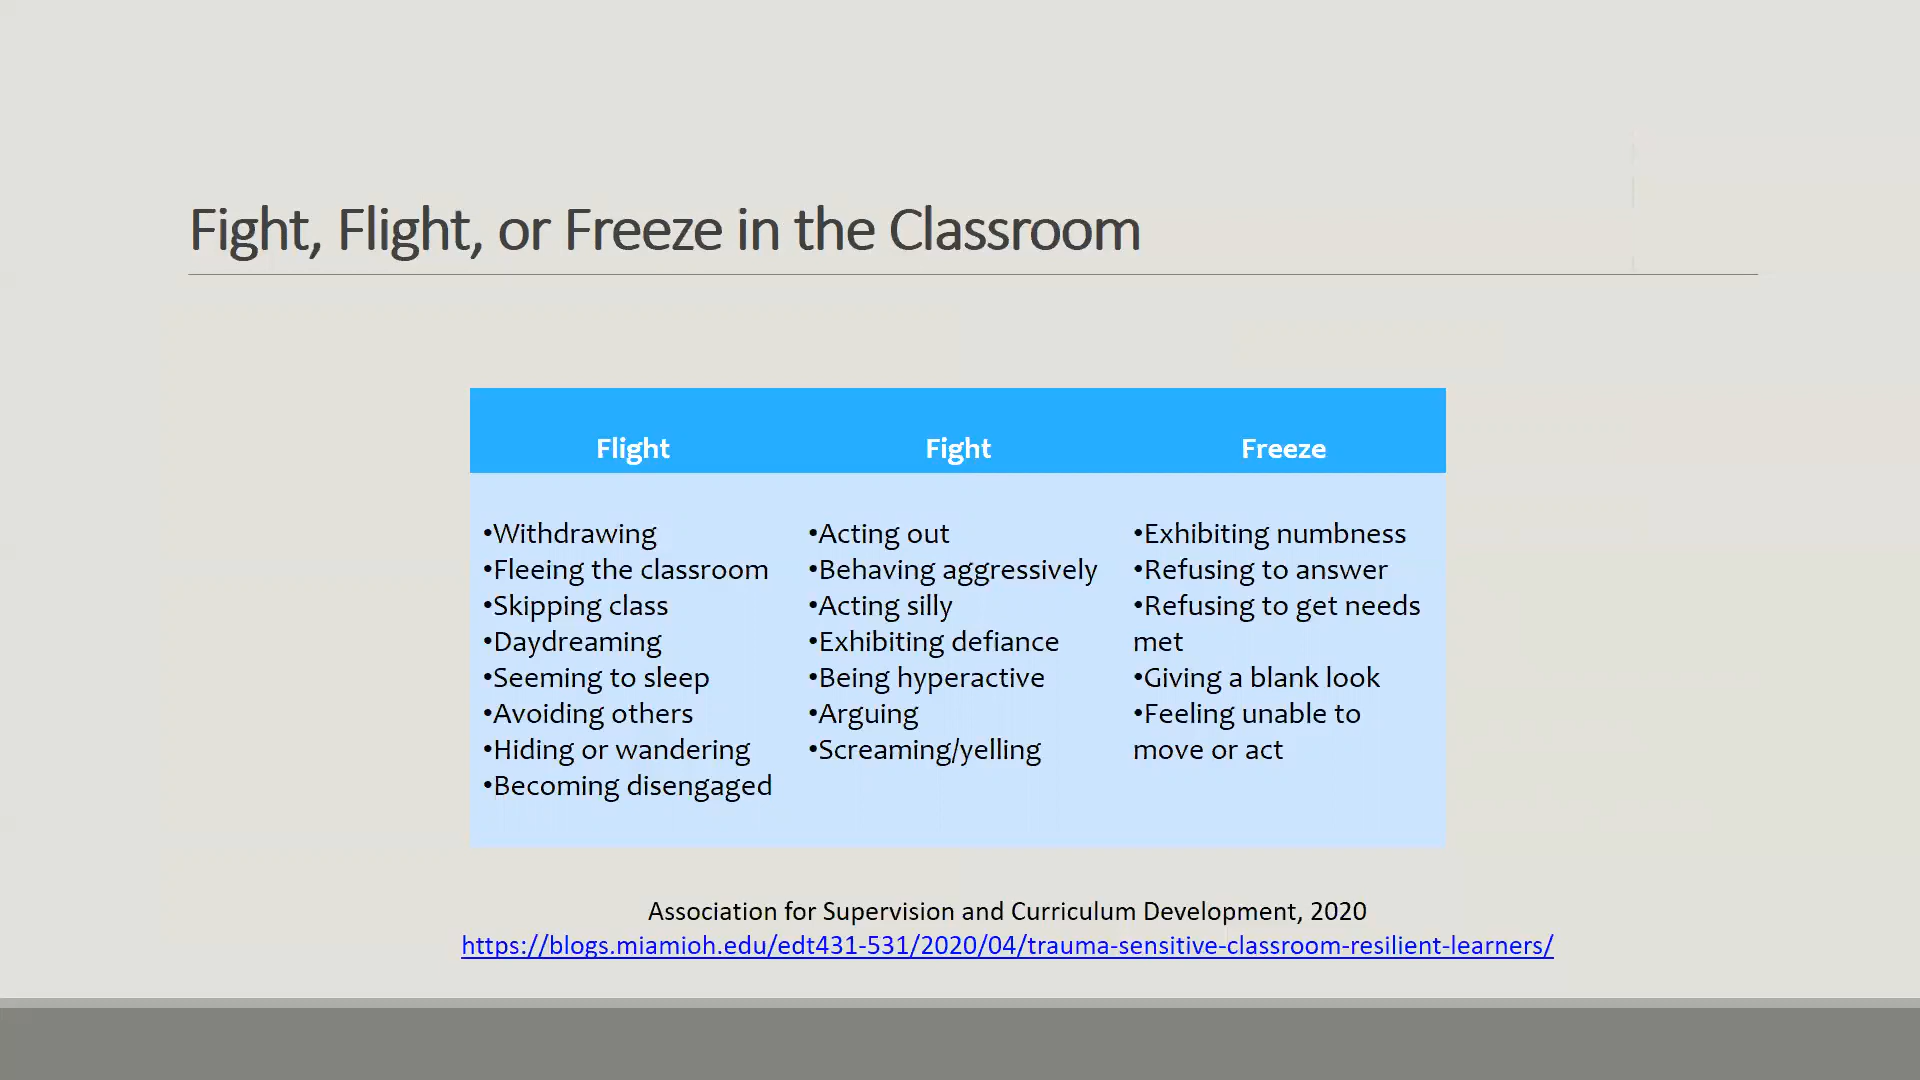 Fight, Flight, or Freeze in the Classroom
Flight
Fight
Freeze
•Withdrawing
•Fleeing the classroom
•Skipping class
•Daydreaming
•Seeming to sleep
•Avoiding others
•Hiding or wandering
•Becoming disengaged
•Acting out
•Behaving aggressively
•Acting silly
•Exhibiting defiance
•Being hyperactive
•Arguing
•Screaming/yelling
•Exhibiting numbness
•Refusing to answer
•Refusing to get needs
met
•Giving a blank look
•Feeling unable to
move or act
Association for Supervision and Curriculum Development, 2020
https://blogs.miamioh.edu/edt431-531/2020/04/trauma-sensitive-classroom-resilient-learners/